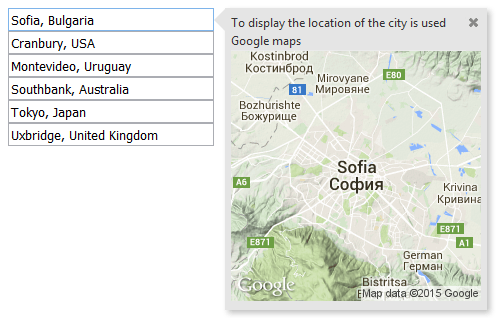 Sofia, Bulgaria
Cranbury, USA
Montevideo, Uruguay
Southbank, Australia
Tokyo, Japan
Uxbridge, United Kingdom
To display the location of the city is used
Google maps
Kostinbrod
Костинброд
Mirovyane
Мировяне
E80
81
Bozhurishte
Божурище
Sofia
София
A6
Krivina
Кривина
E871
E871
A1
German
Герман
Bistritsa
Google
Map data ©2015 Google